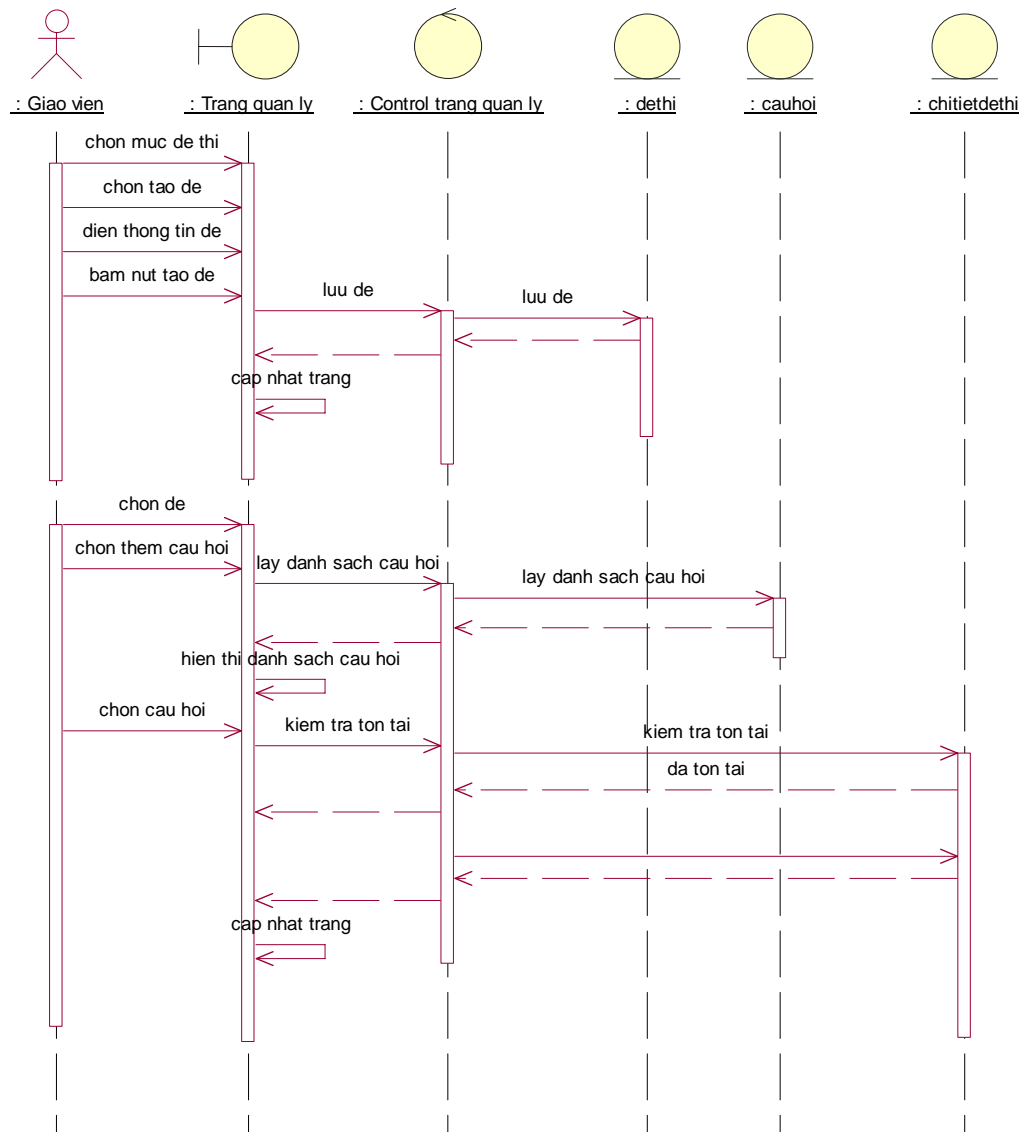 : Giao vien
: Trang quan ly
: Control trang quan ly
: dethi
: cauhoi
: chitietdethi
chon muc de thi
chon tao de
dien thong tin de
bam nut tao de
luu de
luu de
cap nhat trang
chon de
chon them cau hoi
lay danh sach cau hoi
lay danh sach cau hoi
hien thi danh sach cau hoi
chon cau hoi
kiem tra ton tai
kiem tra ton tai
da ton tai
cap nhat trang